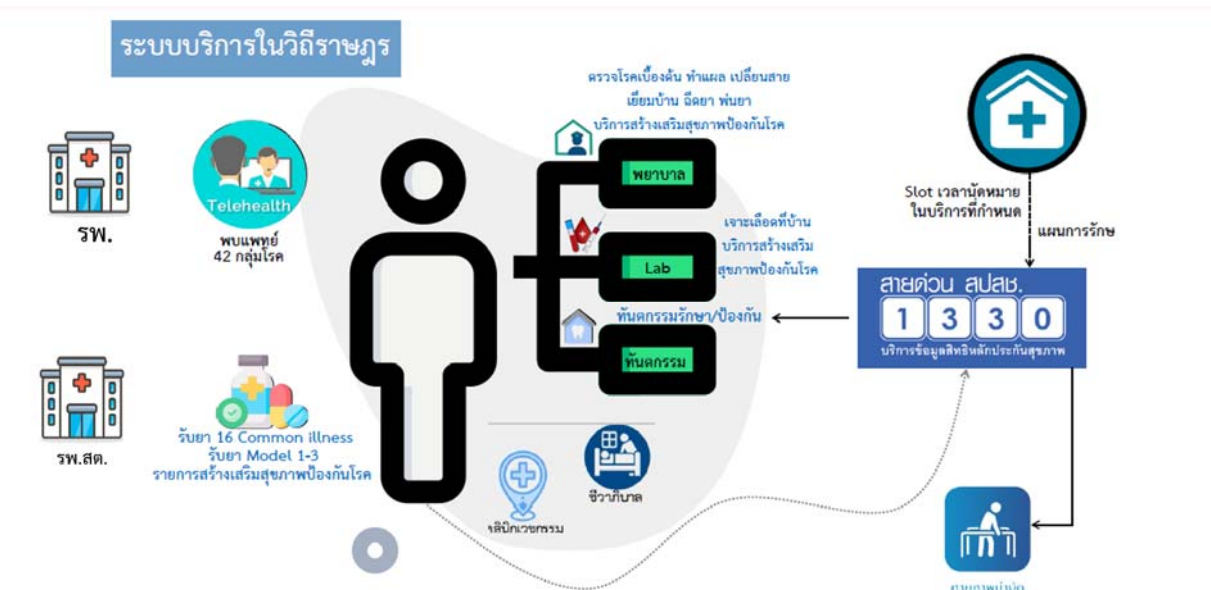 ระบบบริการในวิถีราษฎร
รพ.
Telehealth
พบแพทย์
42 กลุ่มโรค
ตรวจโรคเบื้องต้น ทำแผล เปลี่ยนสาย
เยี่ยมบ้าน ฉีดยา พ่นยา
บริการสร้างเสริมสุขภาพป้องกันโรค
พยาบาล
เจาะเลือดที่บ้าน
บริการสร้างเสริม
สุขภาพป้องกันโรค
Lab
ทันตกรรมรักษา/ป้องกัน
ทันตกรรม
Slot เวลานัดหมาย
ในบริการที่กำหนด
แผนการรักษ
สายด่วน สปสช.
1 3 3 0
บริการข้อมูลสิทธิหลักประกันสุขภาพ
รพ.สต.
รับยา 16 Common illness
รับยา Model 1-3
รายการสร้างเสริมสุขภาพป้องกันโรค
ชีวาภิบาล